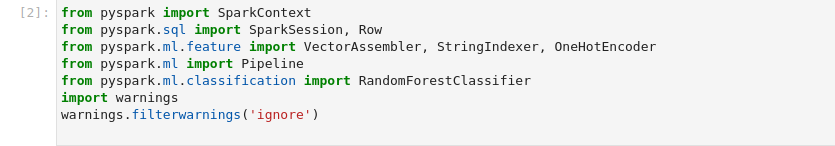 [2]: from pyspark import SparkContext
from pyspark.sql import SparkSession, Row
from pyspark.ml.feature import VectorAssembler, StringIndexer, OneHotEncoder
from pyspark.ml import Pipeline
from pyspark.ml.classification import RandomForestClassifier
import warnings
warnings.filterwarnings('ignore')